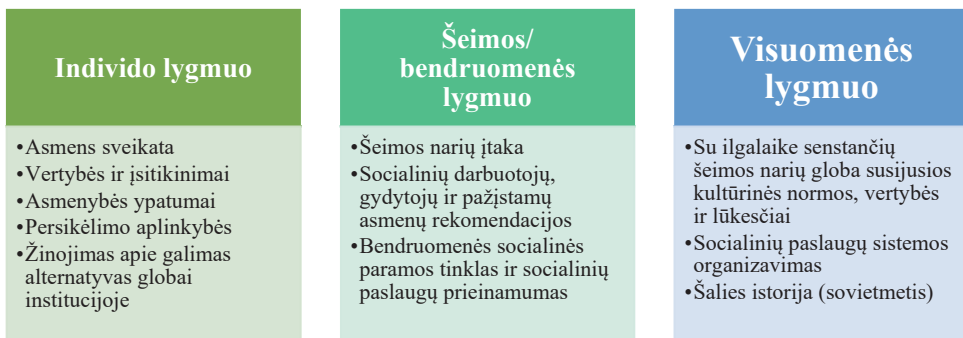 Individo lygmuo
•Asmens sveikata
•Vertybės ir įsitikinimai
•Asmenybės ypatumai
•Persikėlimo aplinkybės
•Žinojimas apie galimas
alternatyvas globai
institucijoje
Šeimos/
bendruomenės
lygmuo
•Šeimos narių įtaka
•Socialinių darbuotojų,
gydytojų ir pažįstamų
asmenų rekomendacijos
•Bendruomenės socialinės
paramos tinklas ir socialinių
paslaugų prieinamumas
Visuomenės
lygmuo
•Su ilgalaike senstančių
šeimos narių globa susijusios
kultūrinės normos, vertybės
ir lūkesčiai
•Socialinių paslaugų sistemos
organizavimas
•Šalies istorija (sovietmetis)